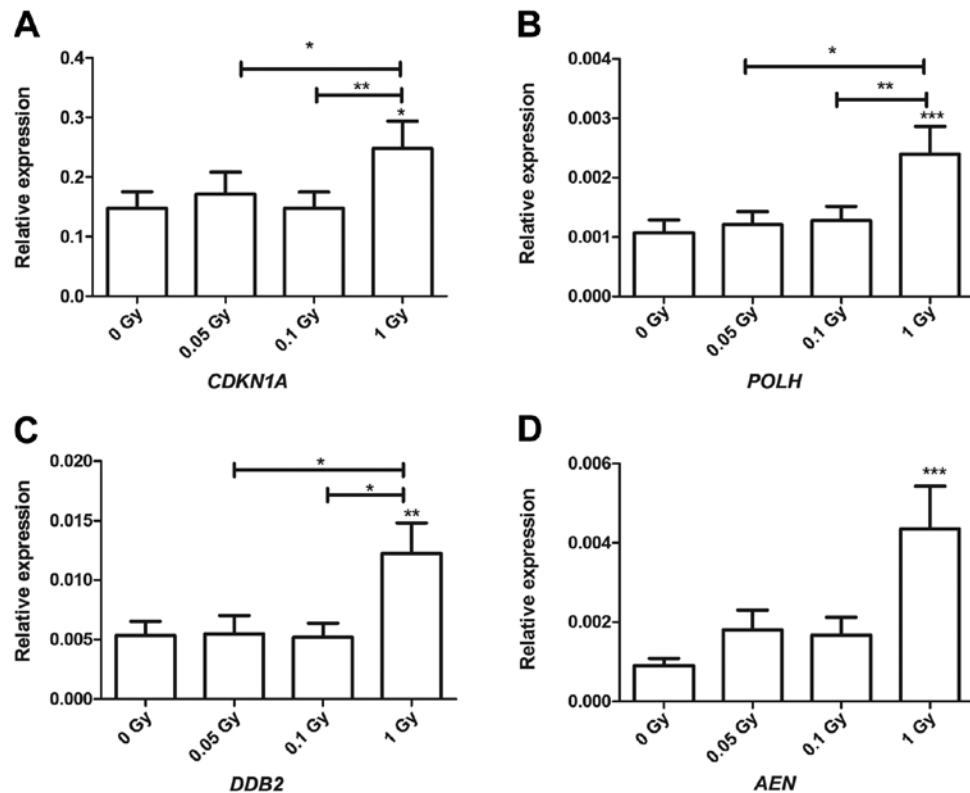 A
Relative expression
0.4
0.3
0.2
0.1
0.0
*
**
*
0 Gy
0.05 Gy
0.1 Gy
1 Gy
CDKN1A
B
Relative expression
0.004
0.003
0.002
0.001
0.000
*
**
***
0 Gy
0.05 Gy
0.1 Gy
1 Gy
POLH
C
Relative expression
0.020
0.015
0.010
0.005
0.000
*
*
**
0 Gy
0.05 Gy
0.1 Gy
1 Gy
DDB2
D
Relative expression
0.006
0.004
0.002
0.000
***
0 Gy
0.05 Gy
0.1 Gy
1 Gy
AEN